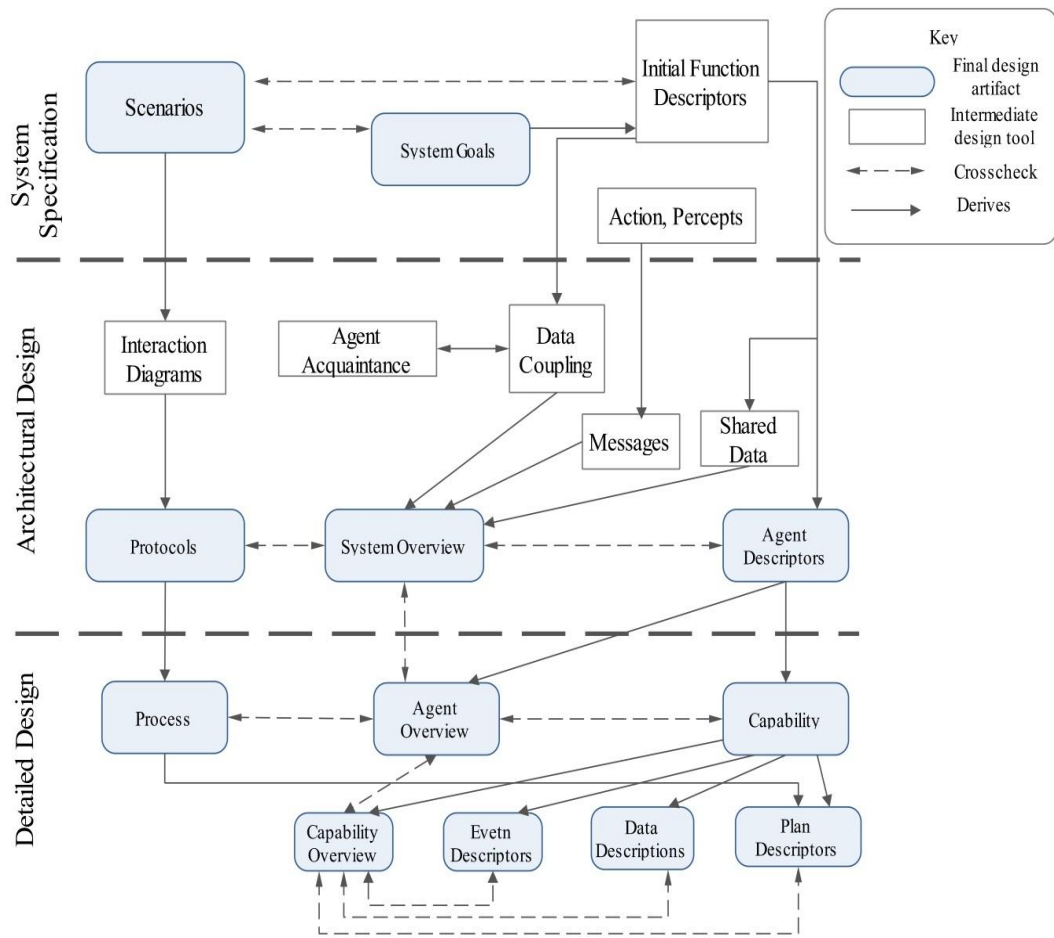 Key
Final design
artifact
Intermediate
design tool
Crosscheck
Derives
System
Specification
Scenarios
Initial Function
Descriptors
System Goals
Action, Percepts
Architectural Design
Interaction
Diagrams
Agent
Acquaintance
Data
Coupling
Messages
Shared
Data
Protocols
System Overview
Agent
Descriptors
Detailed Design
Process
Agent
Overview
Capability
Capability
Overview
Evetn
Descriptors
Data
Descriptions
Plan
Descriptors